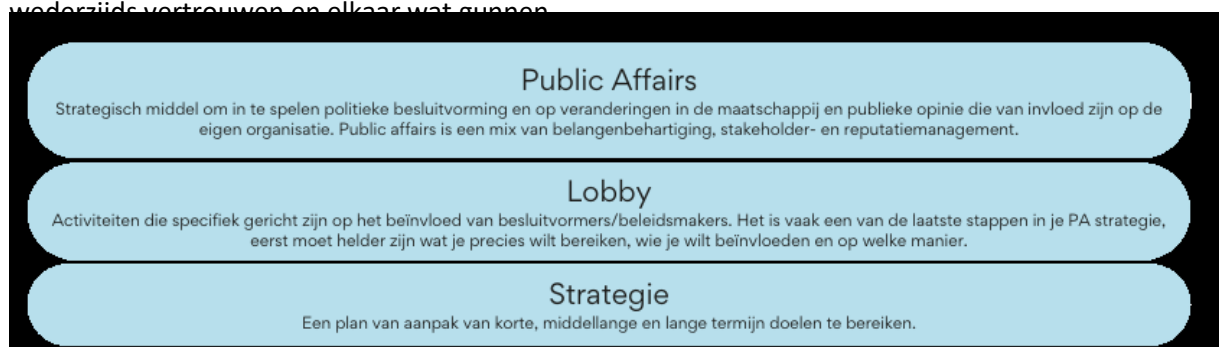 wederzijds vertrouwen en elkaar wat gunnen
Public Affairs
Strategisch middel om in te spelen politieke besluitvorming en op veranderingen in de maatschappij en publieke opinie die van invloed zijn op de
eigen organisatie. Public affairs is een mix van belangenbehartiging, stakeholder- en reputatiemanagement.
Lobby
Activiteiten die specifiek gericht zijn op het beïnvloed van besluitvormers/beleidsmakers. Het is vaak een van de laatste stappen in je PA strategie,
eerst moet helder zijn wat je precies wilt bereiken, wie je wilt beïnvloeden en op welke manier.
Strategie
Een plan van aanpak van korte, middellange en lange termijn doelen te bereiken.